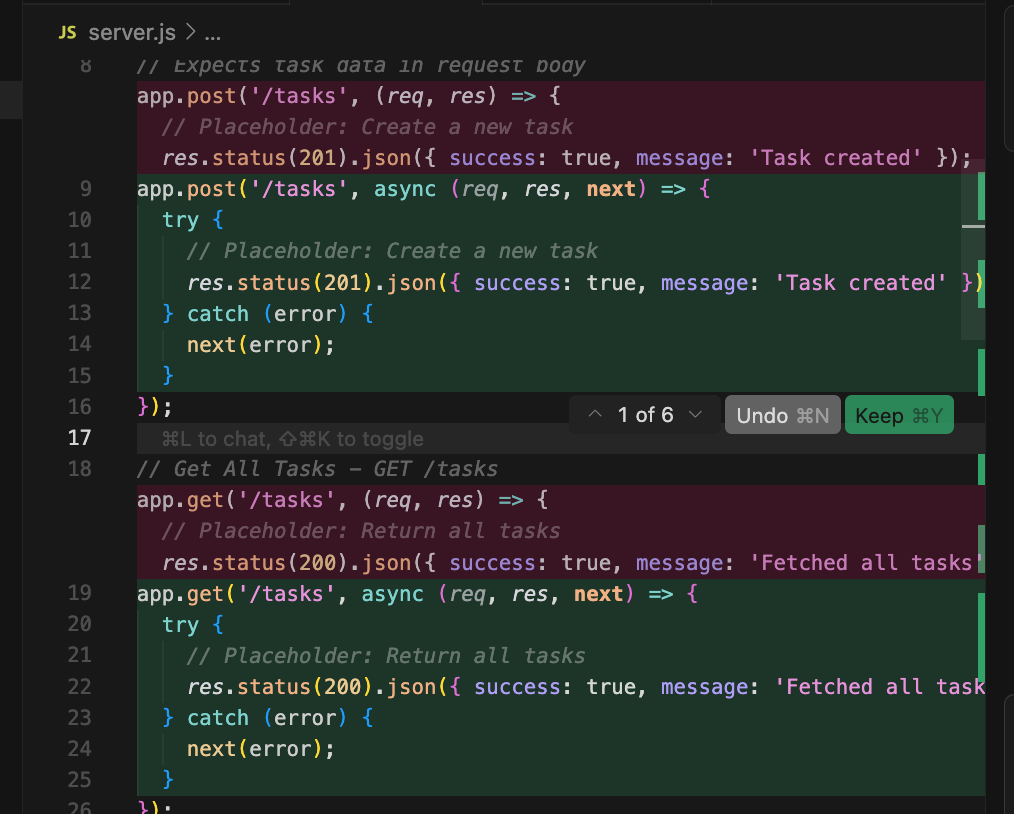 JS server.js > ...
8 // Expects task data in request body
app.post('/tasks', (req, res) => {
// Placeholder: Create a new task
res.status(201).json({ success: true, message: 'Task created' });
9 app.post('/tasks', async (req, res, next) => {
10 try {
11 // Placeholder: Create a new task
12 res.status(201).json({ success: true, message: 'Task created' })
13 } catch (error) {
14 next(error);
15 }
16 });
1 of 6 Undo ⌘N Keep ⌘Y
17 ⌘L to chat, ⇧⌘K to toggle
18 // Get All Tasks – GET /tasks
app.get('/tasks', (req, res) => {
// Placeholder: Return all tasks
res.status(200).json({ success: true, message: 'Fetched all tasks'
19 app.get('/tasks', async (req, res, next) => {
20 try {
21 // Placeholder: Return all tasks
22 res.status(200).json({ success: true, message: 'Fetched all task
23 } catch (error) {
24 next(error);
25 }
26 });